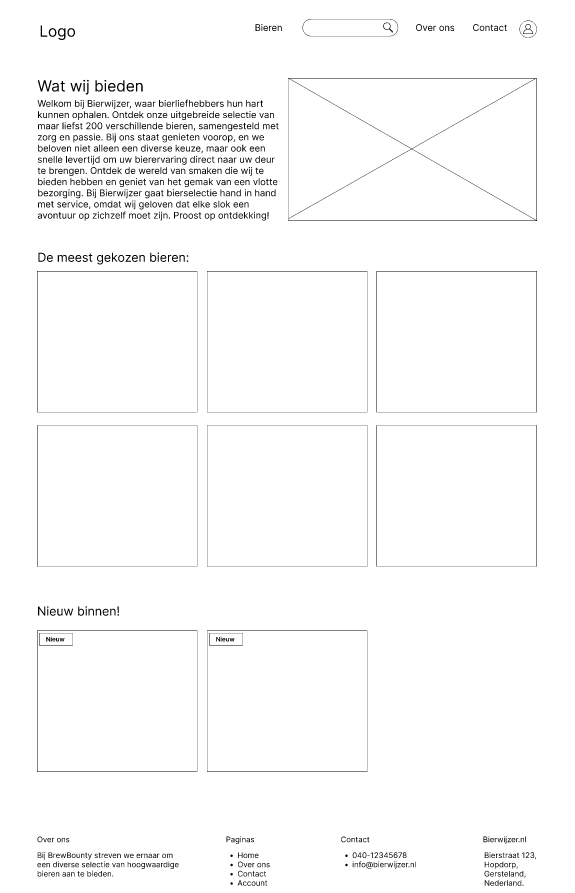 Logo
Bieren
Over ons
Contact
Wat wij bieden
Welkom bij Bierwijzer, waar bierliefhebbers hun hart
kunnen ophalen. Ontdek onze uitgebreide selectie van
maar liefst 200 verschillende bieren, samengesteld met
zorg en passie. Bij ons staat genieten voorop, en we
beloven niet alleen een diverse keuze, maar ook een
snelle levertijd om uw bierervaring direct naar uw deur
te brengen. Ontdek de wereld van smaken die wij te
bieden hebben en geniet van het gemak van een vlotte
bezorging. Bij Bierwijzer gaat bierselectie hand in hand
met service, omdat wij geloven dat elke slok een
avontuur op zichzelf moet zijn. Proost op ontdekking!
De meest gekozen bieren:
Nieuw binnen!
Nieuw
Nieuw
Over ons
Bij BrewBounty streven we ernaar om
een diverse selectie van hoogwaardige
bieren aan te bieden.
Paginas
• Home
• Over ons
• Contact
• Account
Contact
• 040-12345678
• info@bierwijzer.nl
Bierwijzer.nl
Bierstraat 123,
Hopdorp,
Gersteland,
Nederland.